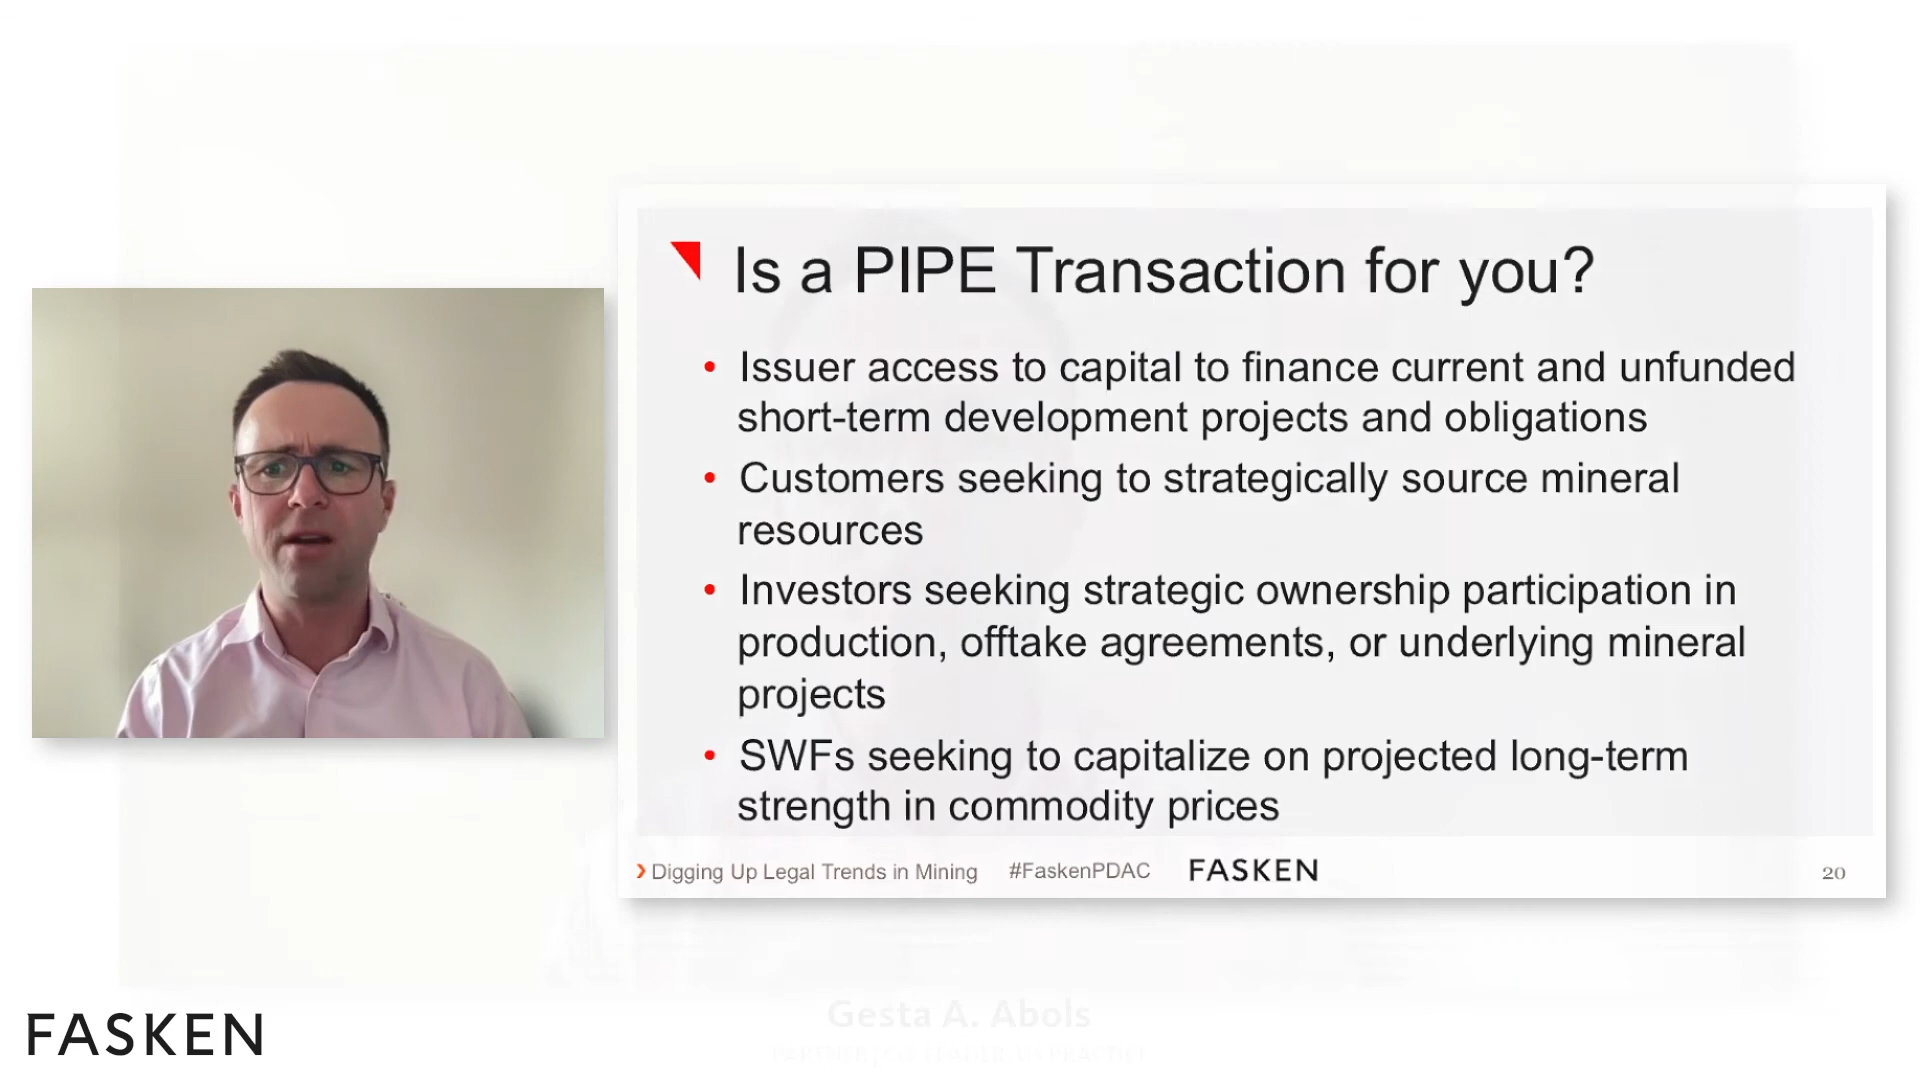 Is a PIPE Transaction for you?
• Issuer access to capital to finance current and unfunded
short-term development projects and obligations
• Customers seeking to strategically source mineral
resources
• Investors seeking strategic ownership participation in
production, offtake agreements, or underlying mineral
projects
• SWFs seeking to capitalize on projected long-term
strength in commodity prices
Digging Up Legal Trends in Mining #FaskenPDAC FASKEN 20
Gesta A. Abols
FASKEN